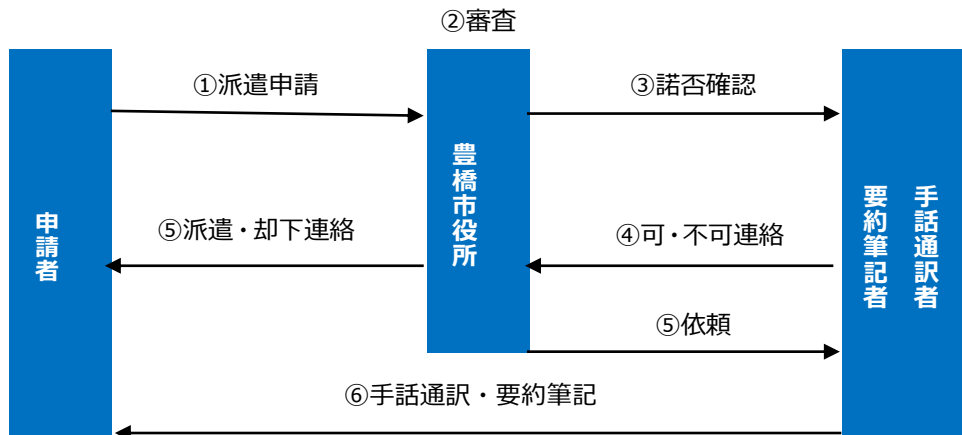 ②審査
①派遣申請
③諾否確認
申請者
豊橋市役所
手話通訳者
要約筆記者
⑤派遣・却下連絡
④可・不可連絡
⑤依頼
⑥手話通訳・要約筆記